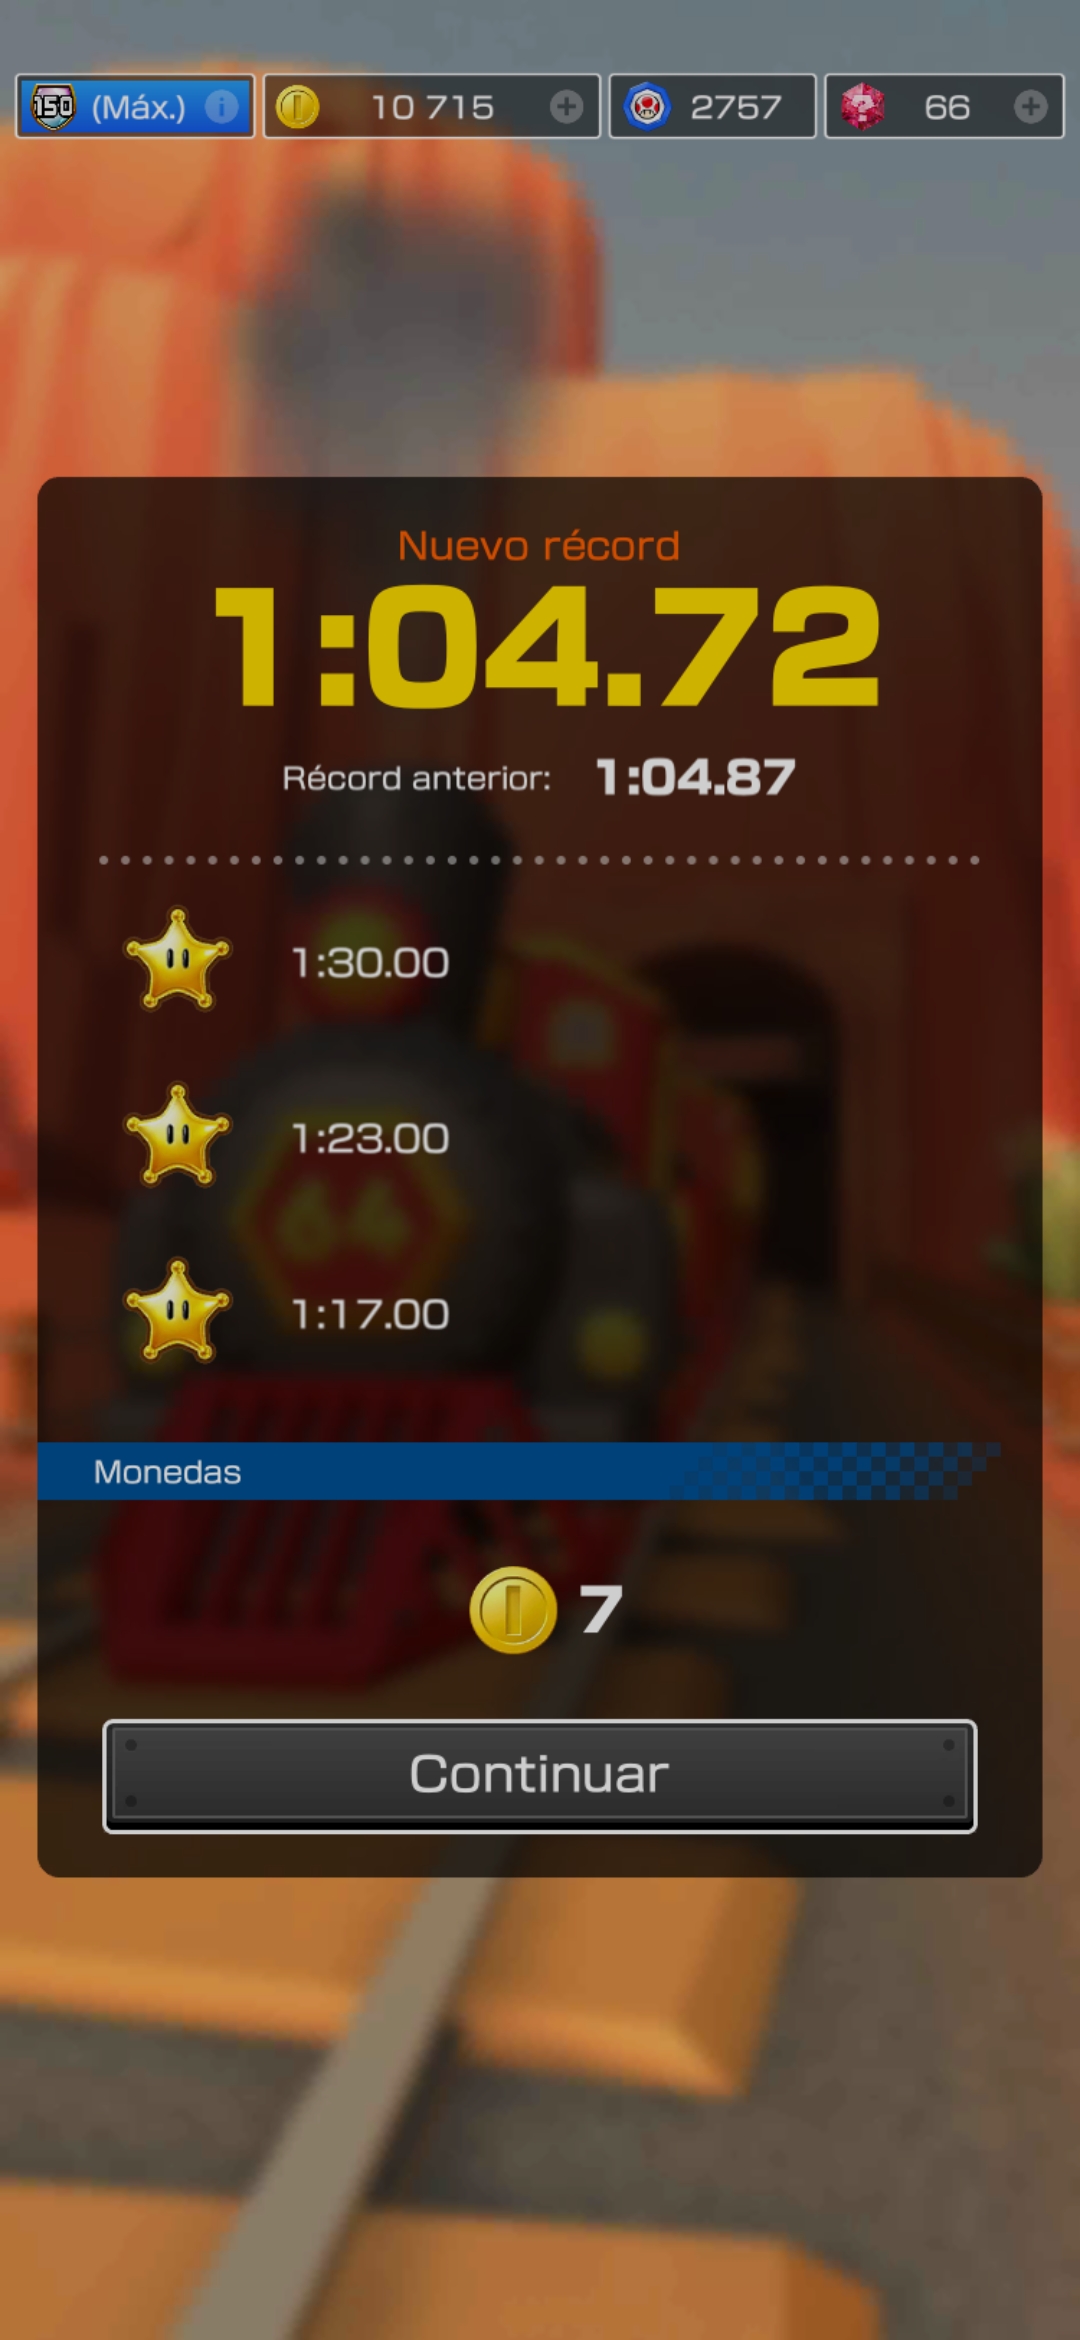 150 (Máx.) i 10 715 + 2757 ? 66 +
Nuevo récord
1:04.72
Récord anterior: 1:04.87
1:30.00
1:23.00
64
1:17.00
Monedas
7
Continuar